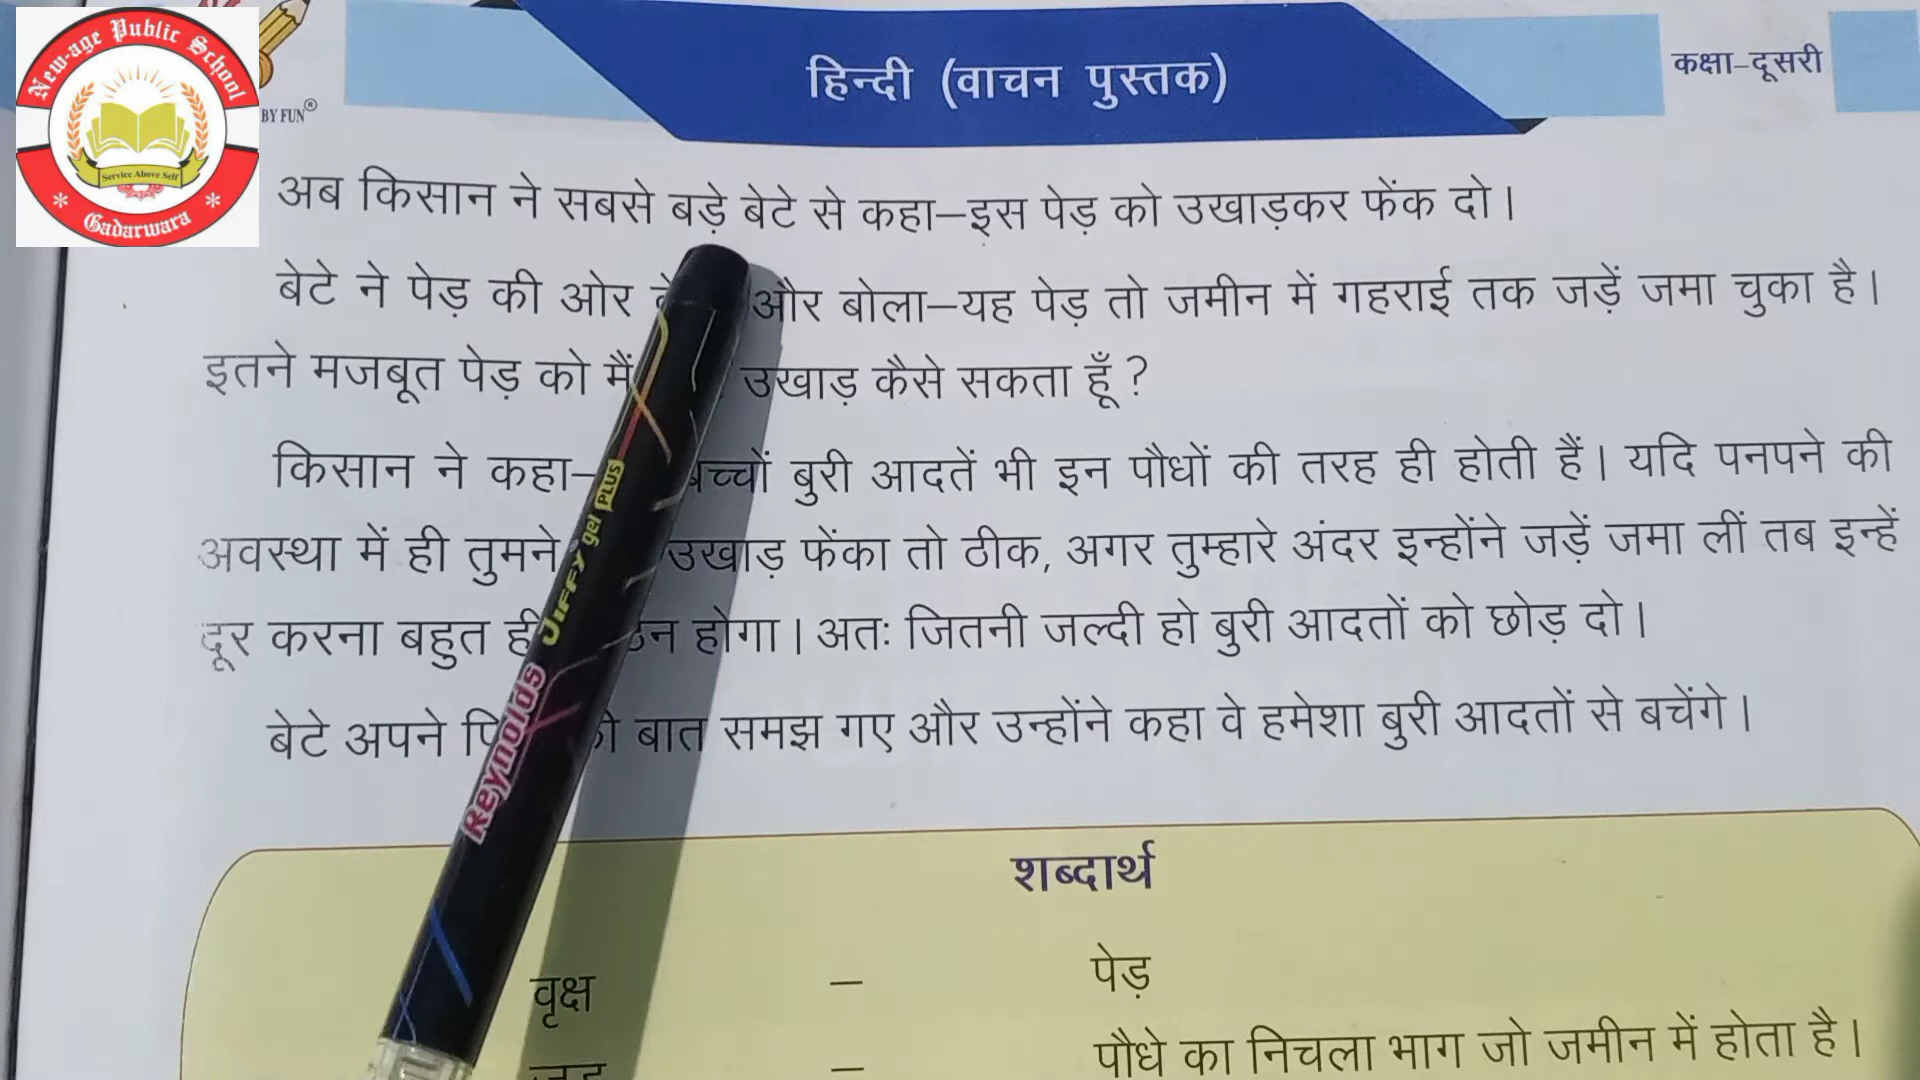 New-age Public School
Service Above Self
* Gadarwara *
BY FUN®
हिन्दी (वाचन पुस्तक)
कक्षा-दूसरी
अब किसान ने सबसे बड़े बेटे से कहा–इस पेड़ को उखाड़कर फेंक दो।
बेटे ने पेड़ की ओर और बोला–यह पेड़ तो जमीन में गहराई तक जड़ें जमा चुका है।
इतने मजबूत पेड़ को मैं उखाड़ कैसे सकता हूँ?
किसान ने कहा– बच्चों बुरी आदतें भी इन पौधों की तरह ही होती हैं। यदि पनपने की
अवस्था में ही तुमने उखाड़ फेंका तो ठीक, अगर तुम्हारे अंदर इन्होंने जड़ें जमा लीं तब इन्हें
दूर करना बहुत ही होगा। अतः जितनी जल्दी हो बुरी आदतों को छोड़ दो।
बेटे अपने बात समझ गए और उन्होंने कहा वे हमेशा बुरी आदतों से बचेंगे।
Reynolds JIFFY gel PLUS
शब्दार्थ
वृक्ष – पेड़
– पौधे का निचला भाग जो जमीन में होता है।